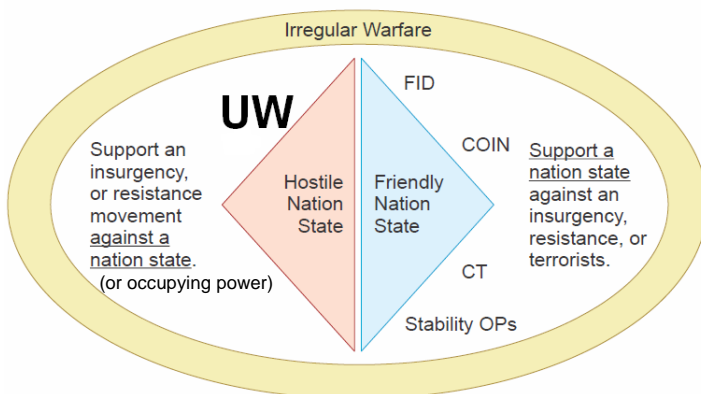 Irregular Warfare
UW
Support an
insurgency,
or resistance
movement
against a
nation state.
(or occupying power)
Hostile
Nation
State
Friendly
Nation
State
FID
COIN
CT
Stability OPs
Support a
nation state
against an
insurgency,
resistance, or
terrorists.